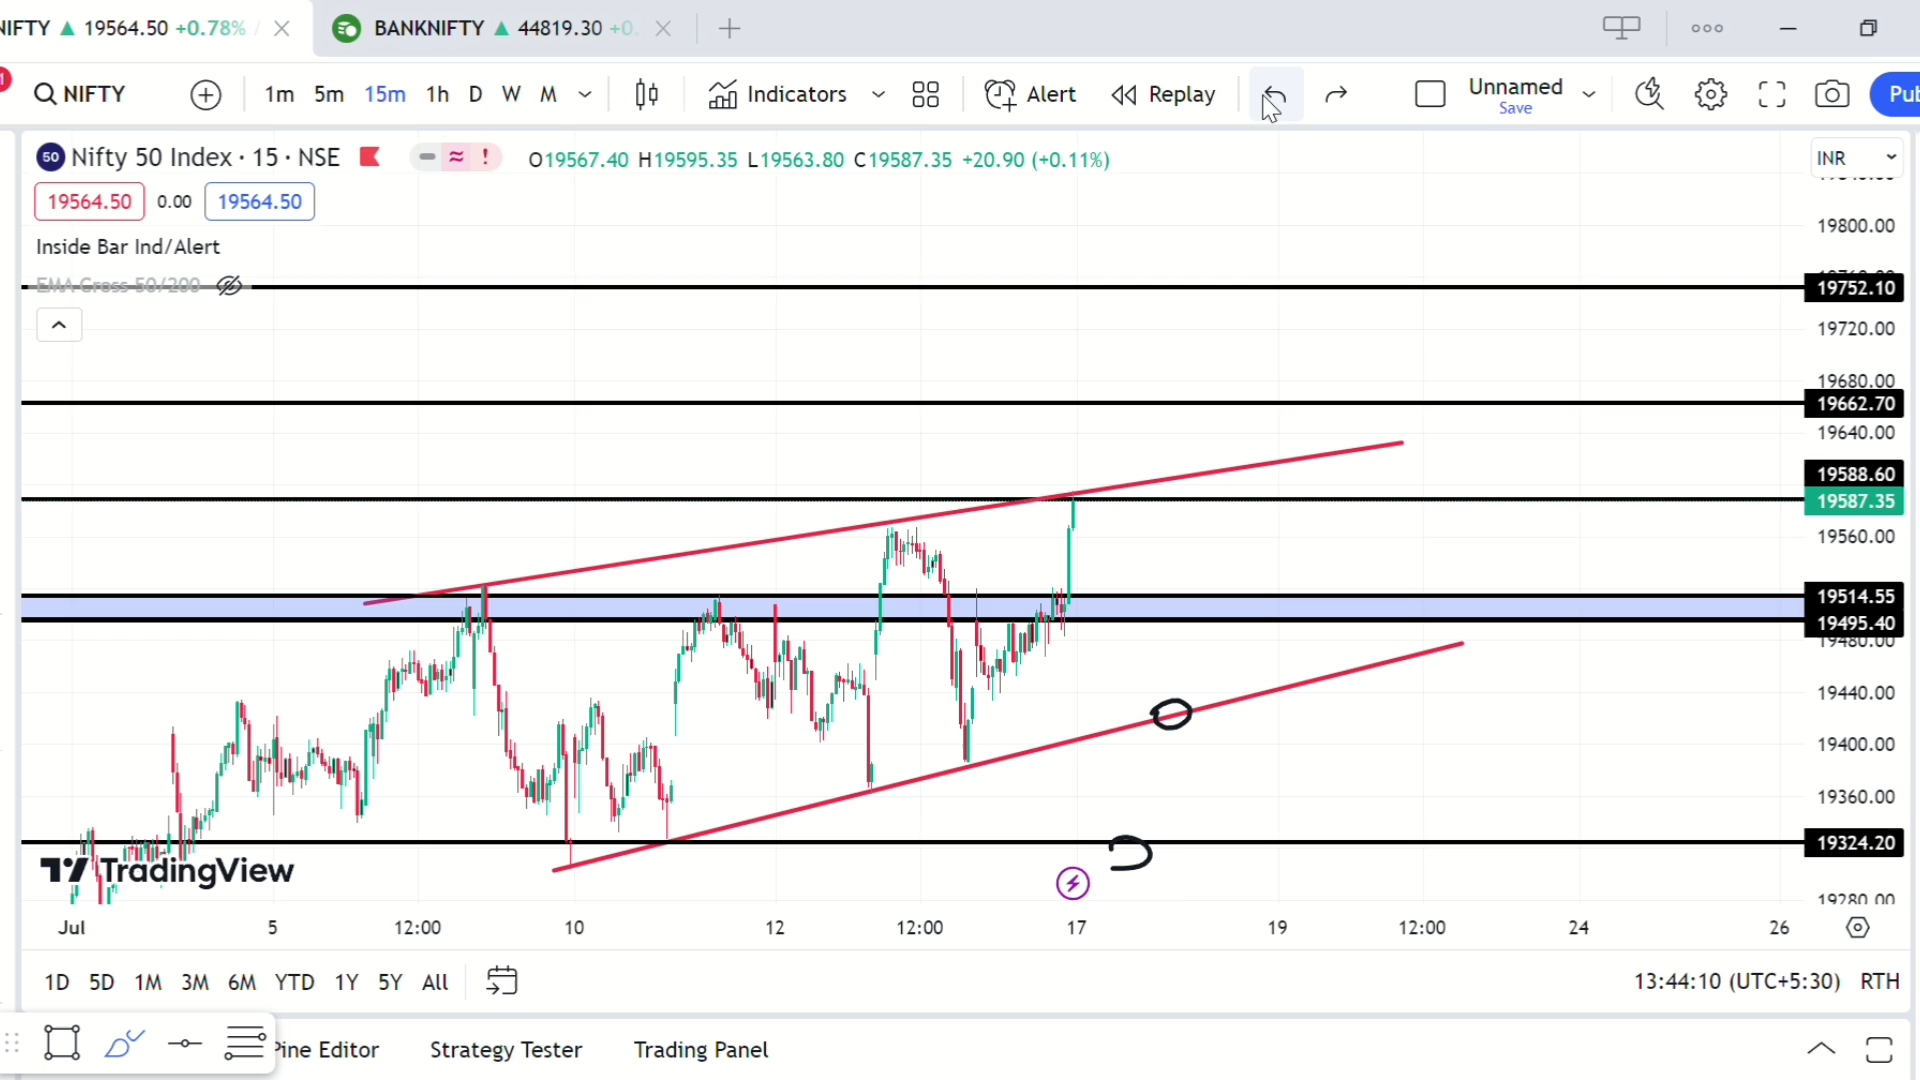 NIFTY ▲ 19564.50 +0.78% /
BANKNIFTY ▲ 44819.30 +0.
NIFTY 1m 5m 15m 1h D W M Indicators Alert Replay Unnamed
Save
Pub
Nifty 50 Index · 15 · NSE O19567.40 H19595.35 L19563.80 C19587.35 +20.90 (+0.11%)
INR
19564.50 0.00 19564.50
Inside Bar Ind/Alert
EMA Cross 50/200
19800.00
19752.10
19720.00
19680.00
19662.70
19640.00
19588.60
19587.35
19560.00
19514.55
19495.40
19480.00
19440.00
19400.00
19360.00
19324.20
19280.00
TradingView
Jul 5 12:00 10 12 12:00 17 19 12:00 24 26
1D 5D 1M 3M 6M YTD 1Y 5Y All 13:44:10 (UTC+5:30) RTH
Pine Editor Strategy Tester Trading Panel